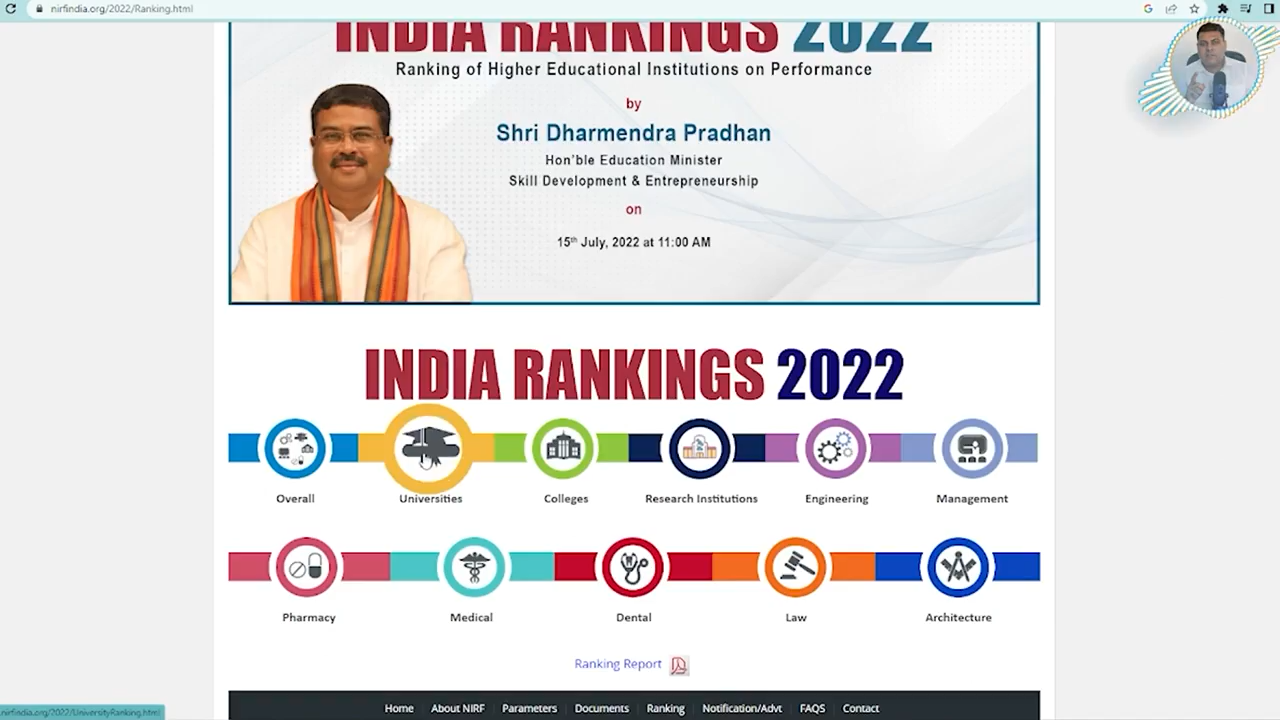 nirfindia.org/2022/Ranking.html
INDIA RANKINGS 2022
Ranking of Higher Educational Institutions on Performance
by
Shri Dharmendra Pradhan
Hon'ble Education Minister
Skill Development & Entrepreneurship
on
15th July, 2022 at 11:00 AM
INDIA RANKINGS 2022
Overall Universities Colleges Research Institutions Engineering Management
Pharmacy Medical Dental Law Architecture
Ranking Report
Home About NIRF Parameters Documents Ranking Notification/Advt FAQS Contact
nirfindia.org/2022/UniversityRanking.html